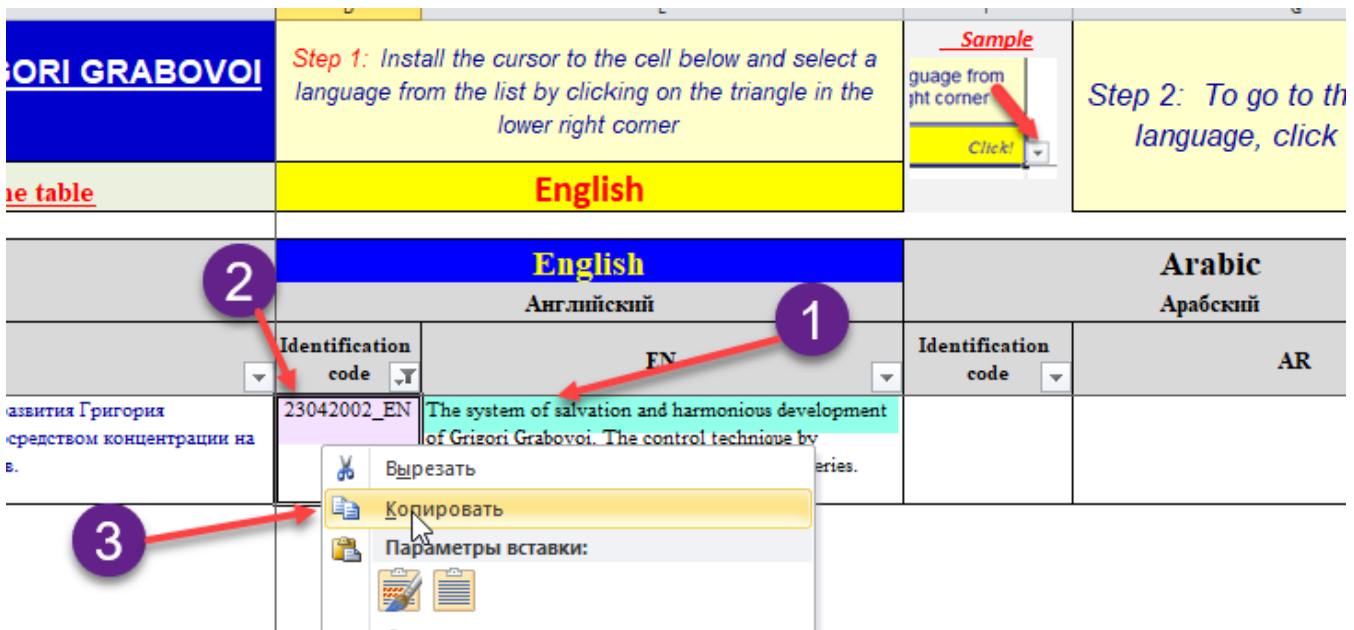 GORI GRABOVOI
Step 1: Install the cursor to the cell below and select a
language from the list by clicking on the triangle in the
lower right corner
Sample
guage from
ght corner
Click!
Step 2: To go to th
language, click
he table
English
English
Английский
Arabic
Арабский
2
1
Identification
code
EN
Identification
code
AR
азвития Григория
осредством концентрации на
в.
23042002_EN
The system of salvation and harmonious development
of Grigori Grabovoi. The control technique by
eries.
Вырезать
Копировать
Параметры вставки:
3